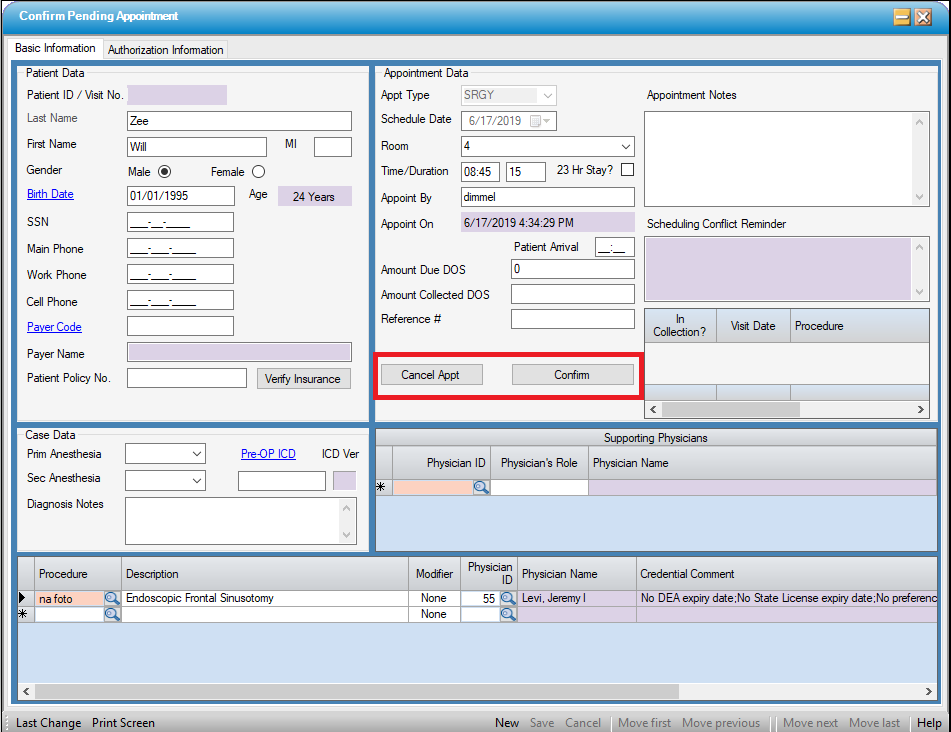 Confirm Pending Appointment
Basic Information Authorization Information
Patient Data
Patient ID / Visit No.
Last Name Zee
First Name Will MI
Gender Male Female
Birth Date 01/01/1995 Age 24 Years
SSN ___-__-____
Main Phone ___-___-____
Work Phone ___-___-____
Cell Phone ___-___-____
Payer Code
Payer Name
Patient Policy No. Verify Insurance
Appointment Data
Appt Type SRGY
Schedule Date 6/17/2019
Room 4
Time/Duration 08:45 15 23 Hr Stay?
Appoint By dimmel
Appoint On 6/17/2019 4:34:29 PM
Patient Arrival __:__
Amount Due DOS 0
Amount Collected DOS
Reference #
Cancel Appt Confirm
Appointment Notes
Scheduling Conflict Reminder
In Collection? Visit Date Procedure
Case Data
Prim Anesthesia Pre-OP ICD ICD Ver
Sec Anesthesia
Diagnosis Notes
Supporting Physicians
Physician ID Physician's Role Physician Name
Procedure Description Modifier Physician ID Physician Name Credential Comment
na foto Endoscopic Frontal Sinusotomy None 55 Levi, Jeremy I No DEA expiry date;No State License expiry date;No preferenc
None
Last Change Print Screen New Save Cancel Move first Move previous Move next Move last Help